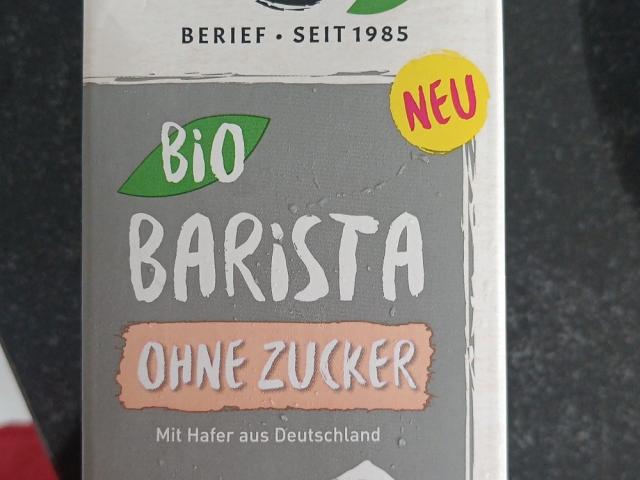 BERIEF • SEIT 1985
NEU
BiO
BARiSTA
OHNE ZUCKER
Mit Hafer aus Deutschland